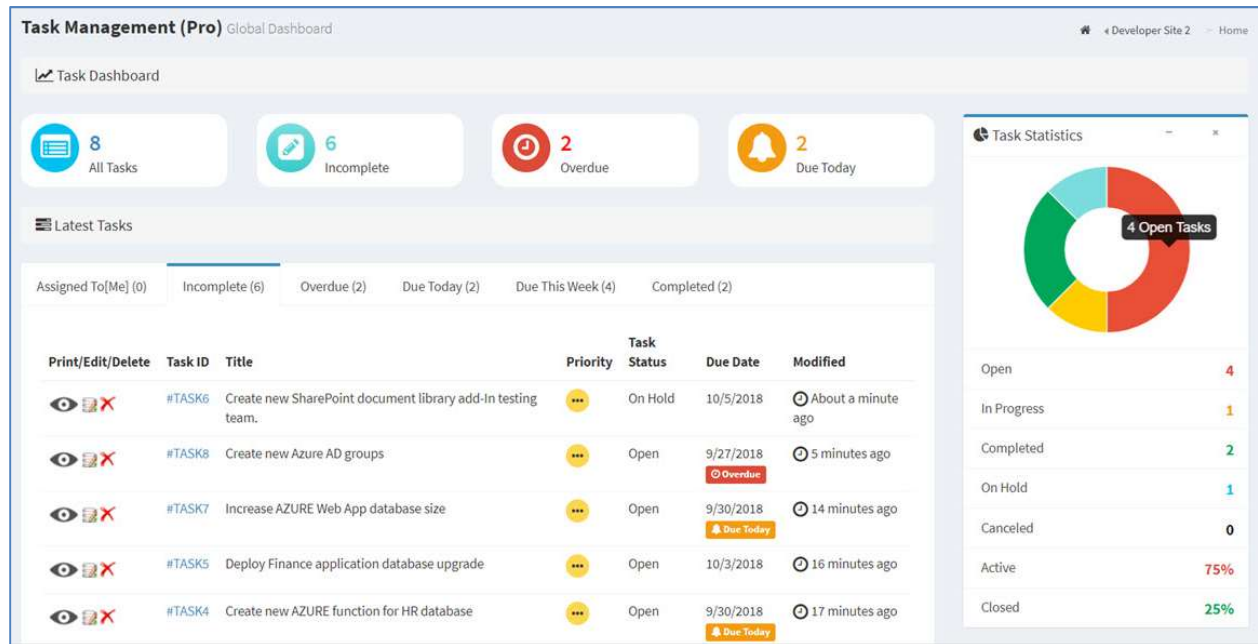 Task Management (Pro) Global Dashboard
Developer Site 2 > Home
Task Dashboard
8
All Tasks
6
Incomplete
2
Overdue
2
Due Today
Latest Tasks
Assigned To[Me] (0) Incomplete (6) Overdue (2) Due Today (2) Due This Week (4) Completed (2)
Print/Edit/Delete Task ID Title Priority Task Status Due Date Modified
#TASK6 Create new SharePoint document library add-In testing team. On Hold 10/5/2018 About a minute ago
#TASK8 Create new Azure AD groups Open 9/27/2018 5 minutes ago
Overdue
#TASK7 Increase AZURE Web App database size Open 9/30/2018 14 minutes ago
Due Today
#TASK5 Deploy Finance application database upgrade Open 10/3/2018 16 minutes ago
#TASK4 Create new AZURE function for HR database Open 9/30/2018 17 minutes ago
Due Today
Task Statistics
4 Open Tasks
Open 4
In Progress 1
Completed 2
On Hold 1
Canceled 0
Active 75%
Closed 25%